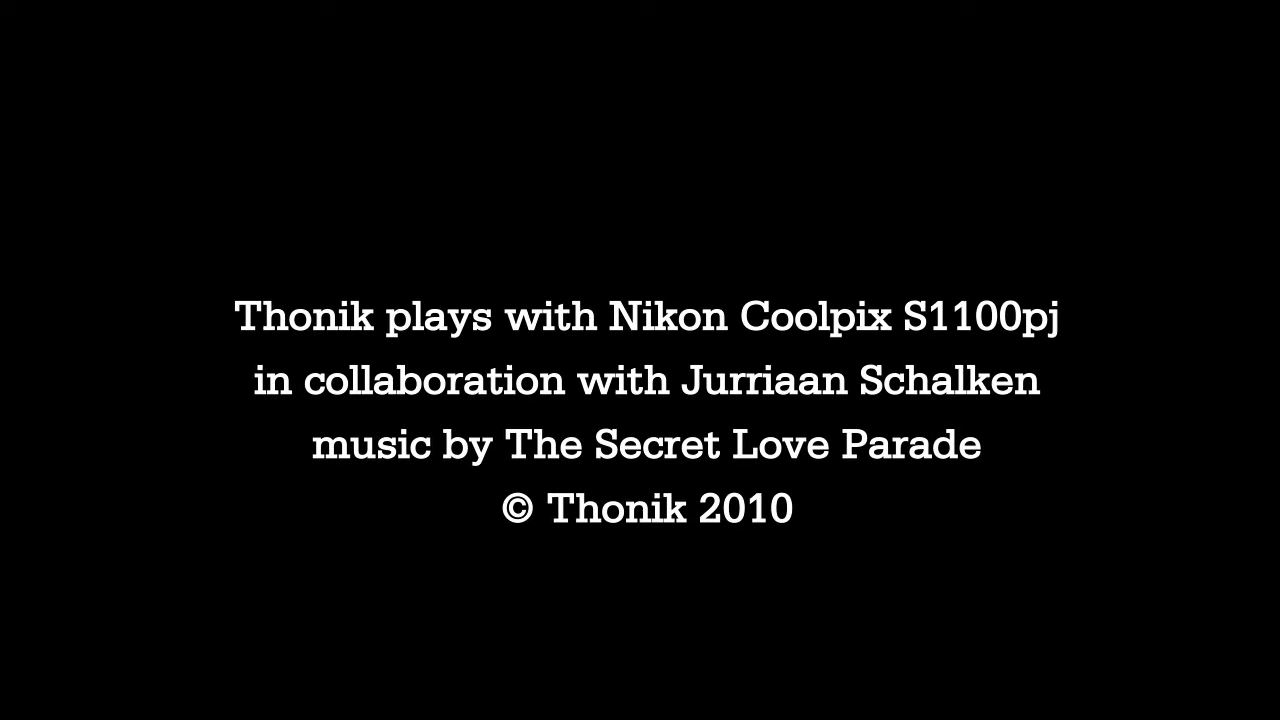 Thonik plays with Nikon Coolpix S1100pj
in collaboration with Jurriaan Schalken
music by The Secret Love Parade
© Thonik 2010